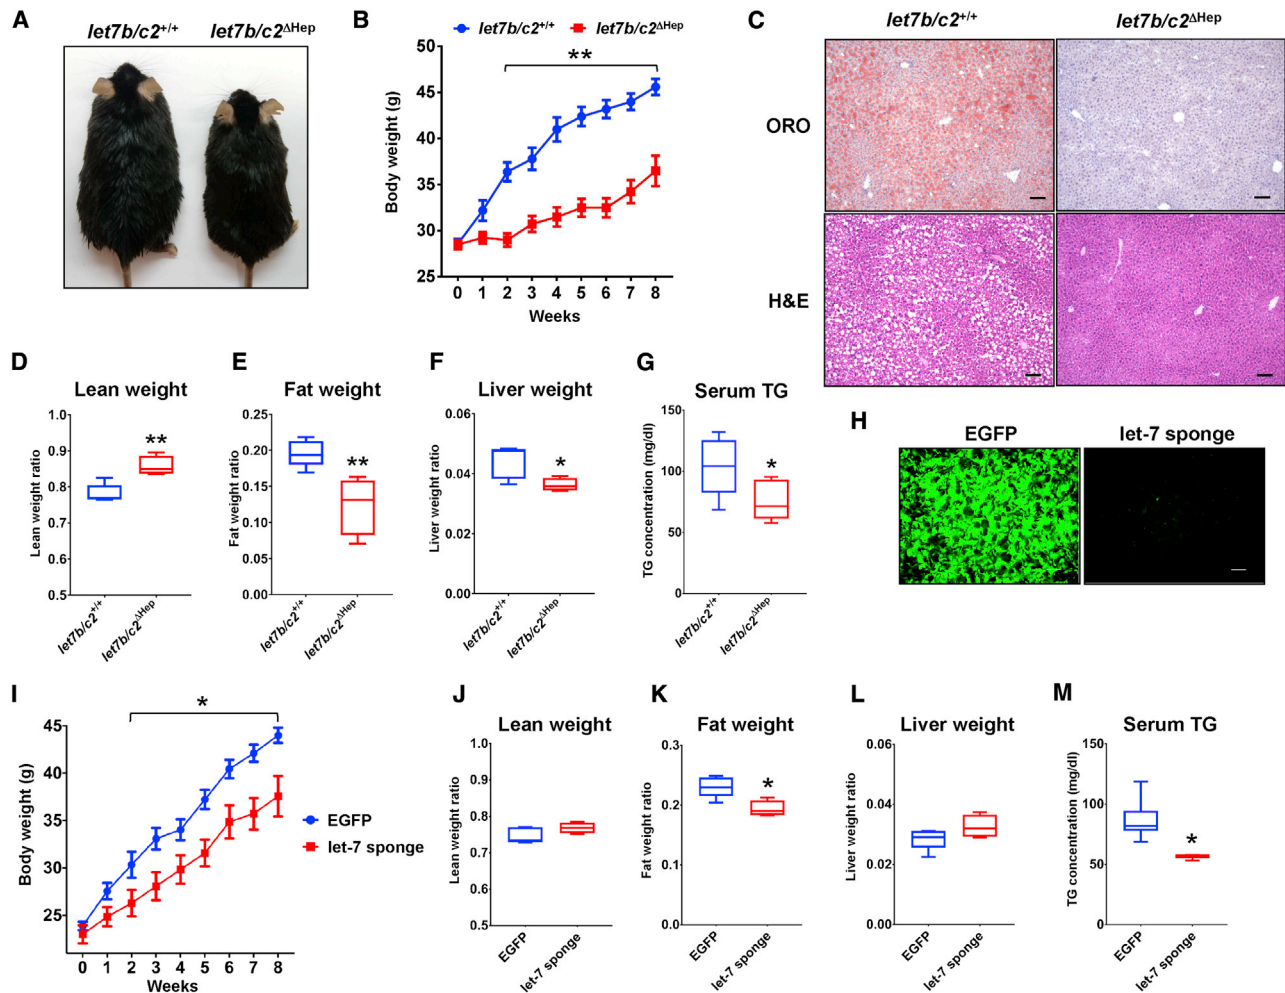 A
let7b/c2+/+ let7b/c2ΔHep
B
let7b/c2+/+ let7b/c2ΔHep
**
Body weight (g)
50
45
40
35
30
25
0 1 2 3 4 5 6 7 8
Weeks
C
let7b/c2+/+ let7b/c2ΔHep
ORO
H&E
D
Lean weight
Lean weight ratio
1.0
0.9
0.8
0.7
0.6
0.5
**
let7b/c2+/+ let7b/c2ΔHep
E
Fat weight
Fat weight ratio
0.25
0.20
0.15
0.10
0.05
0.00
**
let7b/c2+/+ let7b/c2ΔHep
F
Liver weight
Liver weight ratio
0.06
0.04
0.02
0.00
*
let7b/c2+/+ let7b/c2ΔHep
G
Serum TG
TG concentration (mg/dl)
150
100
50
0
*
let7b/c2+/+ let7b/c2ΔHep
H
EGFP let-7 sponge
I
*
Body weight (g)
45
40
35
30
25
0 1 2 3 4 5 6 7 8
Weeks
EGFP
let-7 sponge
J
Lean weight
Lean weight ratio
1.0
0.9
0.8
0.7
0.6
0.5
EGFP let-7 sponge
K
Fat weight
Fat weight ratio
0.3
0.2
0.1
0.0
*
EGFP let-7 sponge
L
Liver weight
Liver weight ratio
0.06
0.04
0.02
0.00
EGFP let-7 sponge
M
Serum TG
TG concentration (mg/dl)
150
100
50
0
*
EGFP let-7 sponge